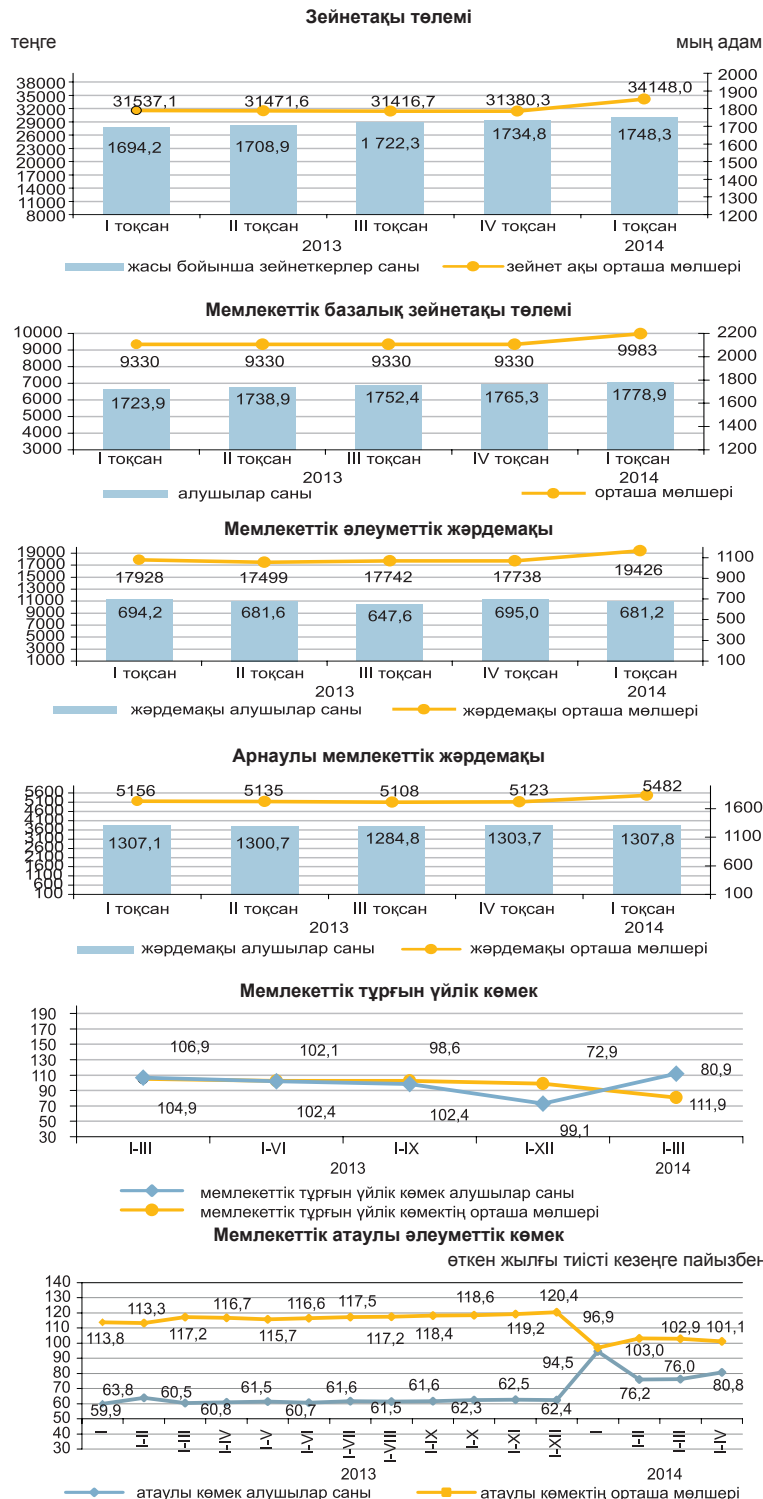 Зейнетақы төлемі
теңге мың адам
38000 35000 32000 29000 26000 23000 20000 17000 14000 11000 8000
31537,1 31471,6 31416,7 31380,3 34148,0
1694,2 1708,9 1 722,3 1734,8 1748,3
2000 1900 1800 1700 1600 1500 1400 1300 1200
I тоқсан II тоқсан III тоқсан IV тоқсан I тоқсан
2013 2014
жасы бойынша зейнеткерлер саны зейнет ақы орташа мөлшері
Мемлекеттік базалық зейнетақы төлемі
10000 9000 8000 7000 6000 5000 4000 3000
9330 9330 9330 9330 9983
1723,9 1738,9 1752,4 1765,3 1778,9
2200 2000 1800 1600 1400 1200
I тоқсан II тоқсан III тоқсан IV тоқсан I тоқсан
2013 2014
алушылар саны орташа мөлшері
Мемлекеттік әлеуметтік жәрдемақы
19000 17000 15000 13000 11000 9000 7000 5000 3000 1000
17928 17499 17742 17738 19426
694,2 681,6 647,6 695,0 681,2
1100 900 700 500 300 100
I тоқсан II тоқсан III тоқсан IV тоқсан I тоқсан
2013 2014
жәрдемақы алушылар саны жәрдемақы орташа мөлшері
Арнаулы мемлекеттік жәрдемақы
5600 5100 4600 4100 3600 3100 2600 2100 1600 1100 600 100
5156 5135 5108 5123 5482
1307,1 1300,7 1284,8 1303,7 1307,8
1600 1100 600 100
I тоқсан II тоқсан III тоқсан IV тоқсан I тоқсан
2013 2014
жәрдемақы алушылар саны жәрдемақы орташа мөлшері
Мемлекеттік тұрғын үйлік көмек
190 170 150 130 110 90 70 50 30
106,9 102,1 98,6 72,9 80,9
104,9 102,4 102,4 99,1 111,9
I-III I-VI I-IX I-XII I-III
2013 2014
мемлекеттік тұрғын үйлік көмек алушылар саны
мемлекеттік тұрғын үйлік көмектің орташа мөлшері
Мемлекеттік атаулы әлеуметтік көмек
өткен жылғы тиісті кезеңге пайызбен
140 130 120 110 100 90 80 70 60 50 40 30
113,8 113,3 117,2 116,7 115,7 116,6 117,5 117,2 118,4 118,6 119,2 120,4 96,9 103,0 102,9 101,1
59,9 63,8 60,5 60,8 61,5 60,7 61,6 61,5 61,6 62,3 62,5 62,4 94,5 76,2 76,0 80,8
I I-II I-III I-IV I-V I-VI I-VII I-VIII I-IX I-X I-XI I-XII I I-II I-III I-IV
2013 2014
атаулы көмек алушылар саны атаулы көмектің орташа мөлшері